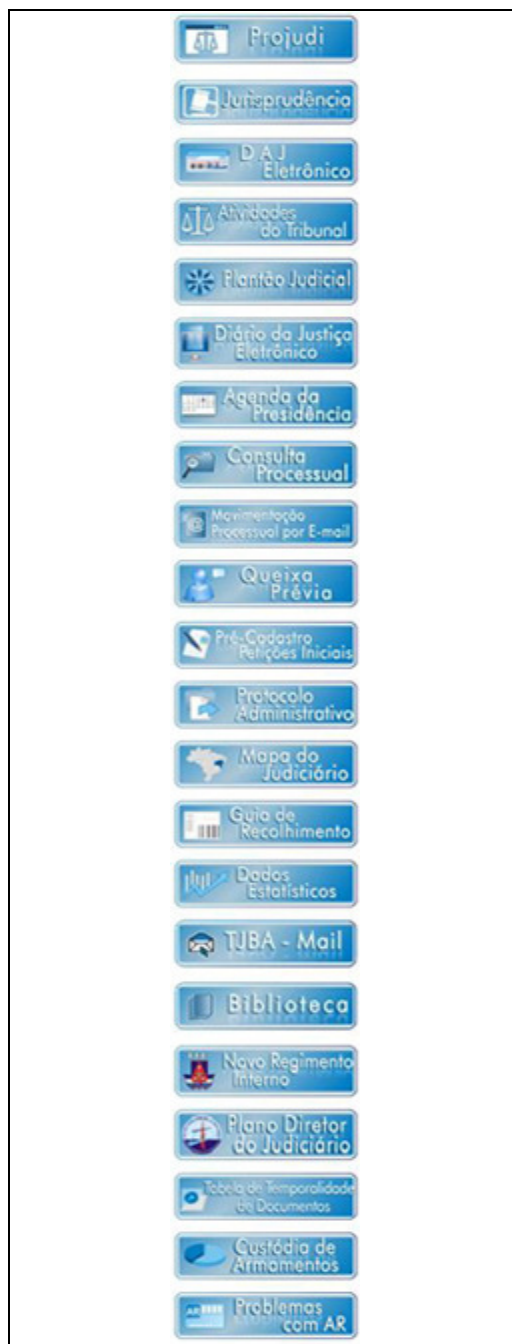 Projudi
Jurisprudência
D A J
Eletrônico
Atividades
do Tribunal
Plantão Judicial
Diário da Justiça
Eletrônico
Agenda da
Presidência
Consulta
Processual
Movimentação
Processual por E-mail
Queixa
Prévia
Pré-Cadastro
Petições Iniciais
Protocolo
Administrativo
Mapa do
Judiciário
Guia de
Recolhimento
Dados
Estatísticos
TJBA - Mail
Biblioteca
Novo Regimento
Interno
Plano Diretor
do Judiciário
Tabela de Temporalidade
de Documentos
Custódia de
Armamentos
AR
Problemas
com AR